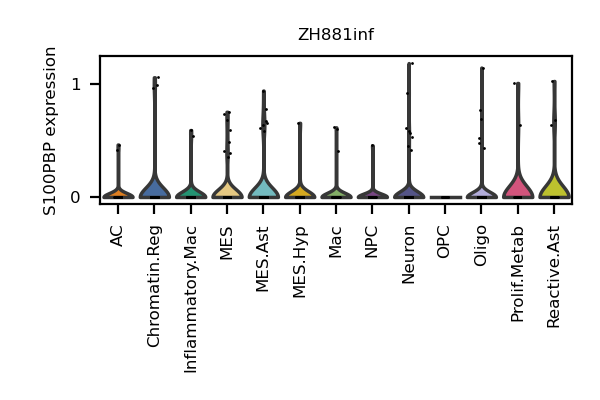 ZH881inf
S100PBP expression
1
0
AC
Chromatin.Reg
Inflammatory.Mac
MES
MES.Ast
MES.Hyp
Mac
NPC
Neuron
OPC
Oligo
Prolif.Metab
Reactive.Ast